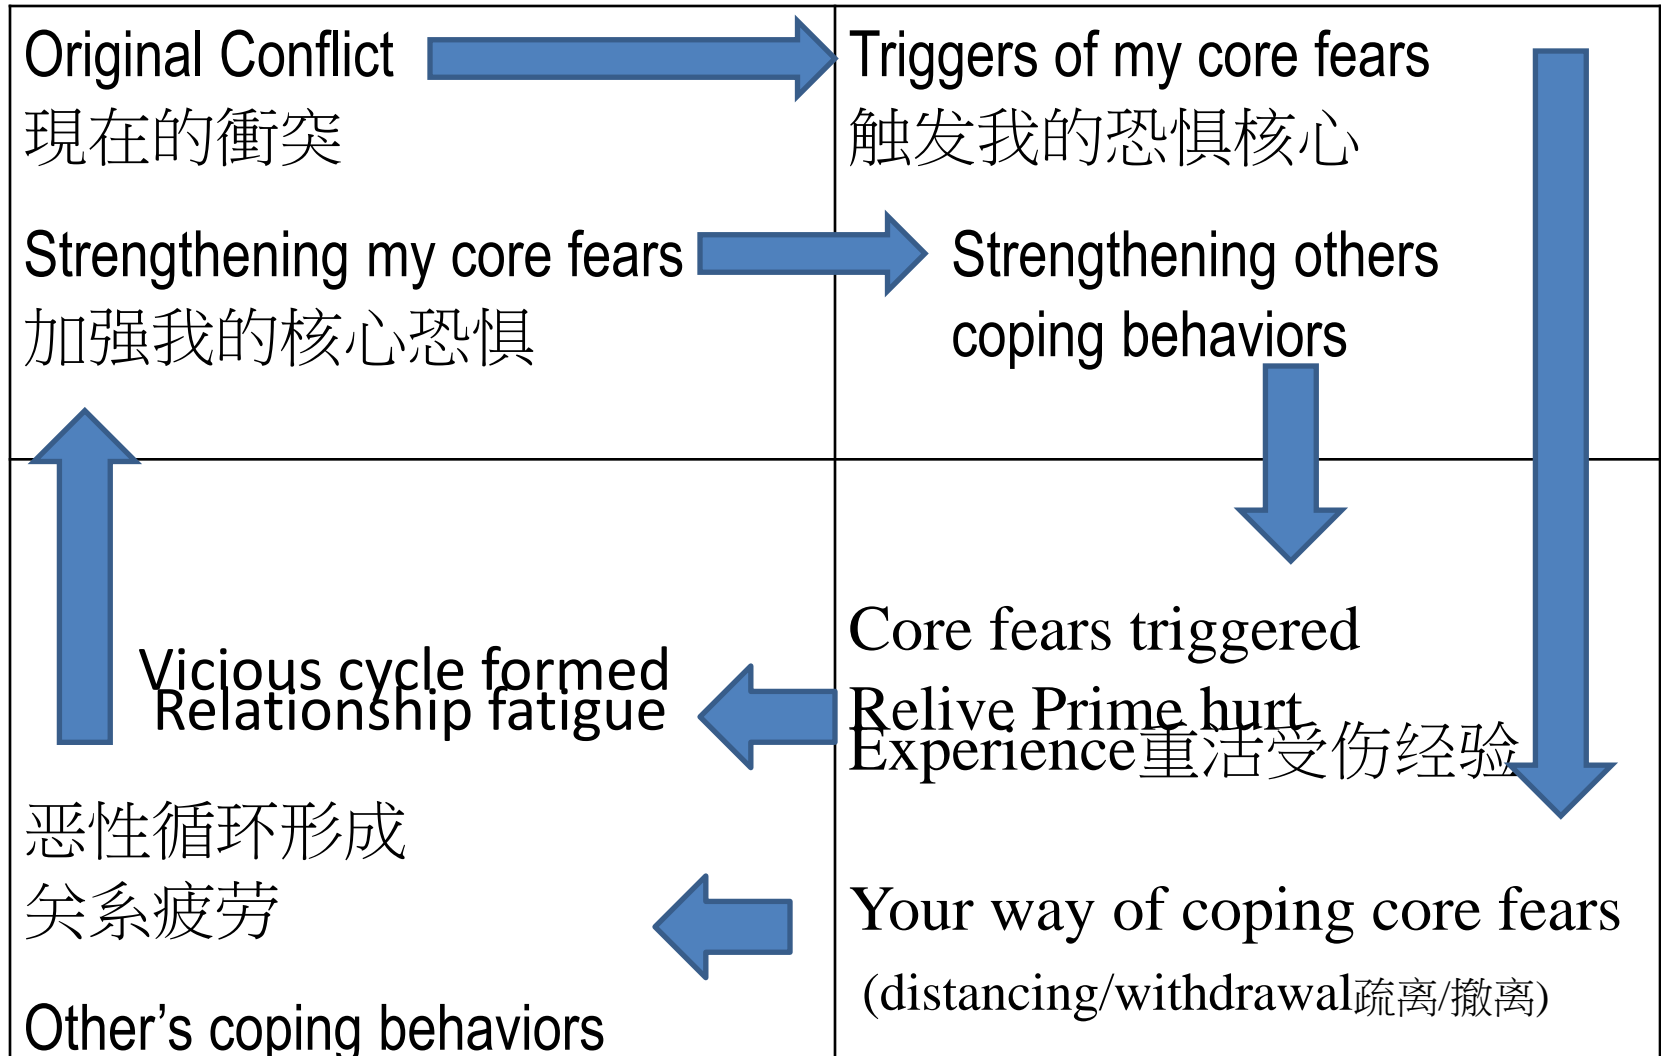 Original Conflict
現在的衝突
Strengthening my core fears
加强我的核心恐惧
Triggers of my core fears
触发我的恐惧核心
Strengthening others
coping behaviors
Vicious cycle formed
Relationship fatigue
恶性循环形成
关系疲劳
Other’s coping behaviors
Core fears triggered
Relive Prime hurt
Experience重活受伤经验
Your way of coping core fears
(distancing/withdrawal疏离/撤离)